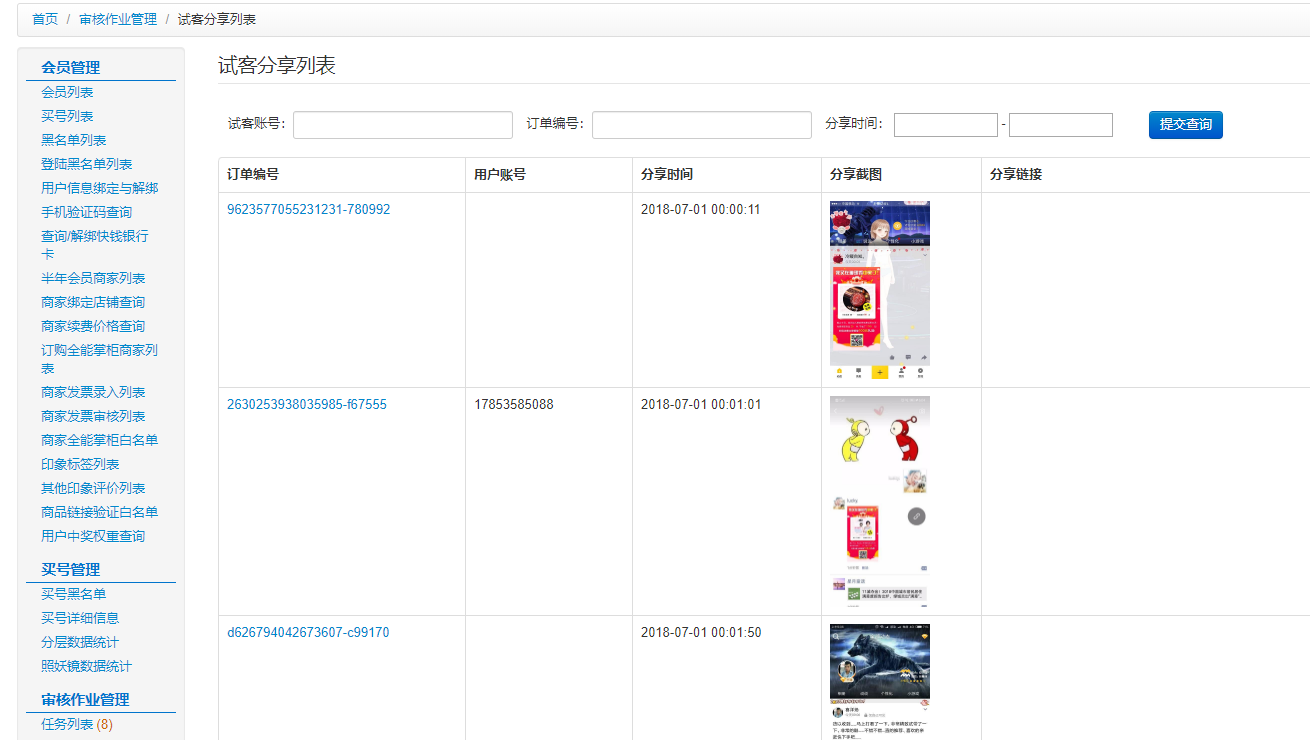 首页 / 审核作业管理 / 试客分享列表
会员管理
会员列表
买号列表
黑名单列表
登陆黑名单列表
用户信息绑定与解绑
手机验证码查询
查询/解绑快钱银行
卡
半年会员商家列表
商家绑定店铺查询
商家续费价格查询
订购全能掌柜商家列
表
商家发票录入列表
商家发票审核列表
商家全能掌柜白名单
印象标签列表
其他印象评价列表
商品链接验证白名单
用户中奖权重查询
买号管理
买号黑名单
买号详细信息
分层数据统计
照妖镜数据统计
审核作业管理
任务列表 (8)
试客分享列表
试客账号: 订单编号: 分享时间: - 提交查询
订单编号 用户账号 分享时间 分享截图 分享链接
9623577055231231-780992 2018-07-01 00:00:11
2630253938035985-f67555 17853585088 2018-07-01 00:01:01
d626794042673607-c99170 2018-07-01 00:01:50